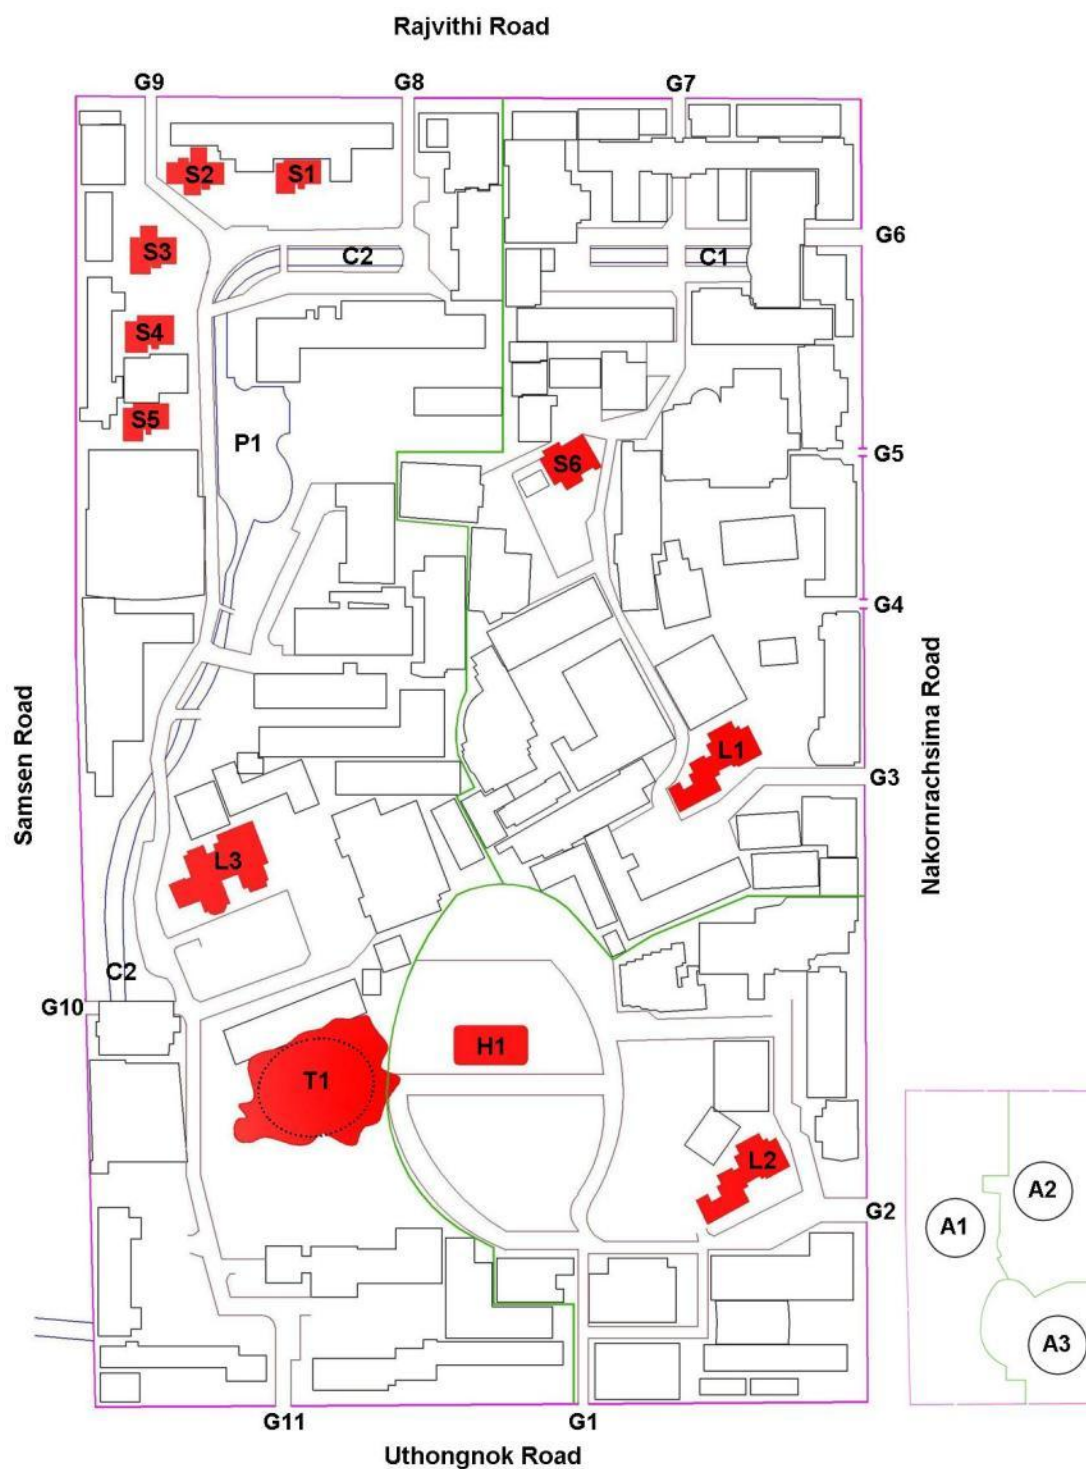 Rajvithi Road
G9
G8
G7
S2
S1
G6
S3
C2
C1
S4
S5
P1
S6
G5
G4
Samsen Road
Nakornrachsima Road
L1
G3
L3
C2
G10
H1
T1
L2
G2
A2
A1
A3
G11
G1
Uthongnok Road